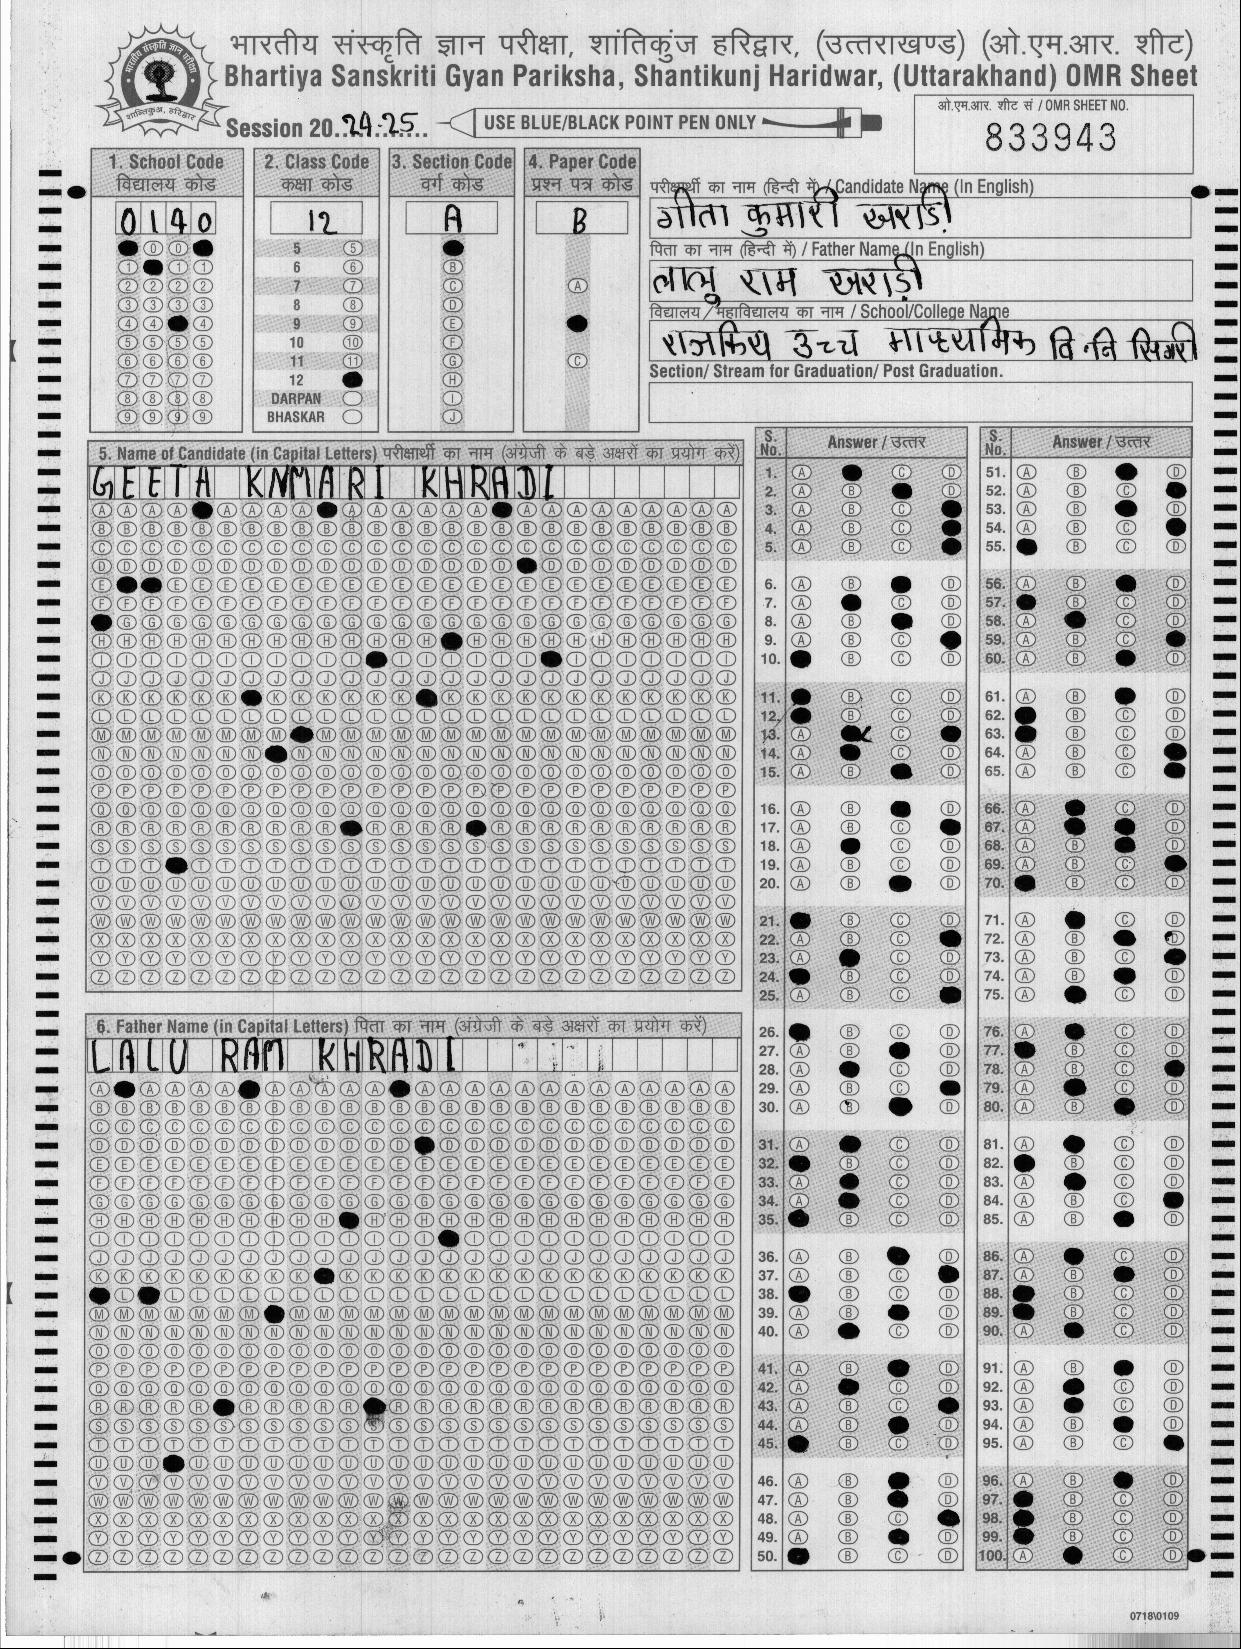 भारतीय संस्कृति ज्ञान परीक्षा, शांतिकुंज हरिद्वार, (उत्तराखण्ड) (ओ.एम.आर. शीट)
Bhartiya Sanskriti Gyan Pariksha, Shantikunj Haridwar, (Uttarakhand) OMR Sheet
Session 20..24-25......
USE BLUE/BLACK POINT PEN ONLY
ओ.एम.आर. शीट सं / OMR SHEET NO.
833943
1. School Code
विद्यालय कोड
0140
2. Class Code
कक्षा कोड
12
5
6
7
8
9
10
11
12
DARPAN
BHASKAR
3. Section Code
वर्ग कोड
A
4. Paper Code
प्रश्न पत्र कोड
B
परीक्षार्थी का नाम (हिन्दी में) / Candidate Name (In English)
गीता कुमारी खराड़ी
पिता का नाम (हिन्दी में) / Father Name (In English)
लालु राम खराड़ी
विद्यालय/महाविद्यालय का नाम / School/College Name
राजकिय उच्च माध्यमिक वि.नि
Section/ Stream for Graduation/ Post Graduation.
5. Name of Candidate (in Capital Letters) परीक्षार्थी का नाम (अंग्रेजी के बड़े अक्षरों का प्रयोग करें)
GEETA KNMARI KHRADI
6. Father Name (in Capital Letters) पिता का नाम (अंग्रेजी के बड़े अक्षरों का प्रयोग करें)
LALU RAM KHRADI
S. No. Answer / उत्तर
S. No. Answer / उत्तर
0718\0109